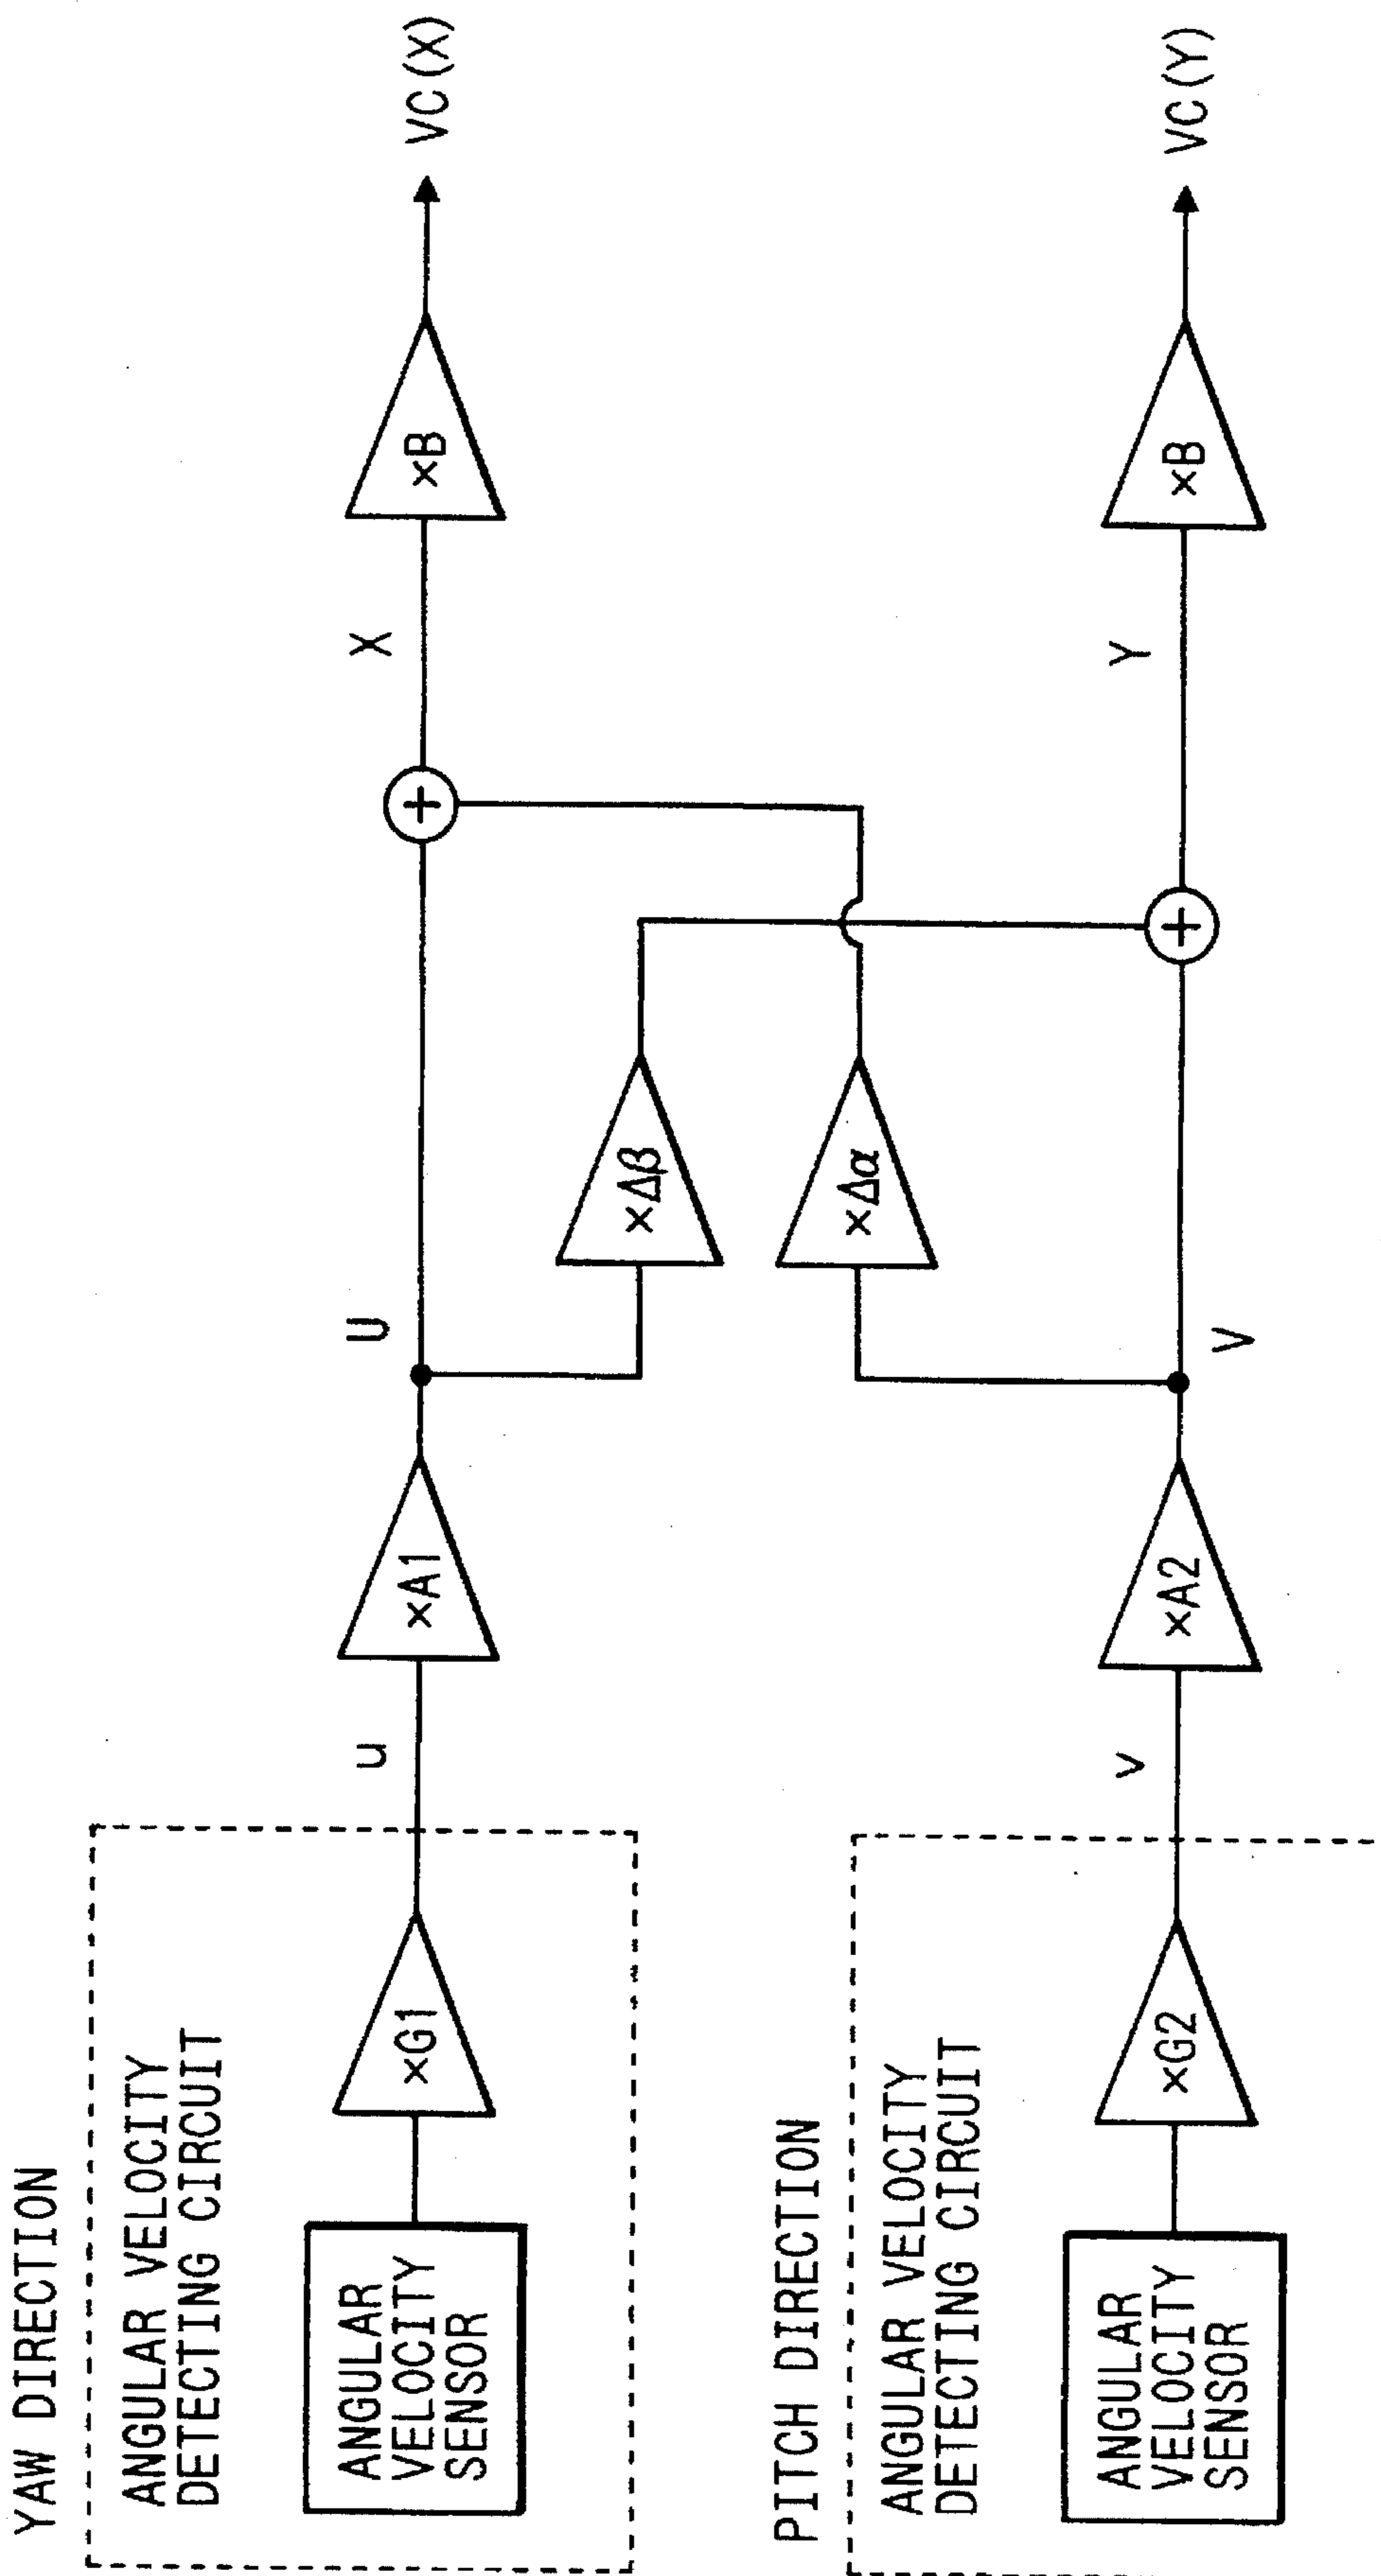 YAW DIRECTION
ANGULAR VELOCITY
DETECTING CIRCUIT
ANGULAR
VELOCITY
SENSOR
×G1
u
×A1
U
×Δβ
X
×B
VC(X)
PITCH DIRECTION
ANGULAR VELOCITY
DETECTING CIRCUIT
ANGULAR
VELOCITY
SENSOR
×G2
v
×A2
V
×Δα
Y
×B
VC(Y)